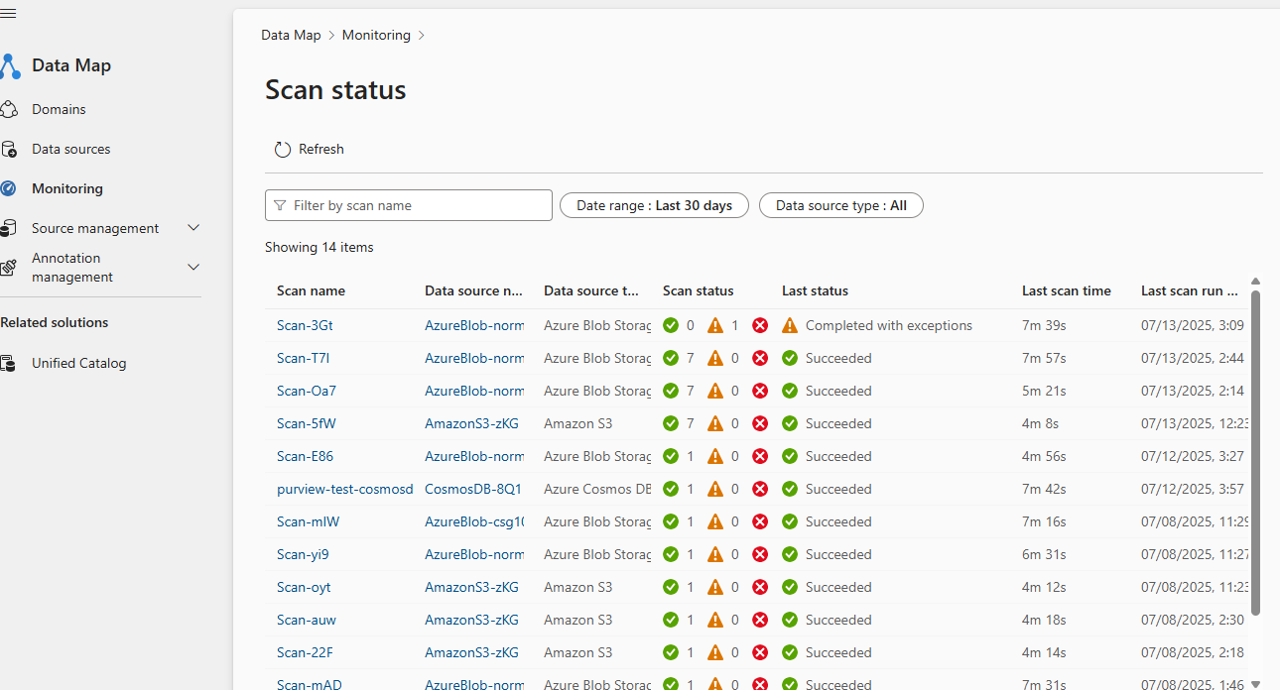 Data Map > Monitoring >
Data Map
Scan status
Domains
Data sources
Refresh
Monitoring
Filter by scan name
Date range : Last 30 days
Data source type : All
Source management
Annotation
management
Showing 14 items
Related solutions
Unified Catalog
Scan name Data source n... Data source t... Scan status Last status Last scan time Last scan run ...
Scan-3Gt AzureBlob-norm Azure Blob Storag 0 1 Completed with exceptions 7m 39s 07/13/2025, 3:09
Scan-T7I AzureBlob-norm Azure Blob Storag 7 0 Succeeded 7m 57s 07/13/2025, 2:44
Scan-Oa7 AzureBlob-norm Azure Blob Storag 7 0 Succeeded 5m 21s 07/13/2025, 2:14
Scan-5fW AmazonS3-zKG Amazon S3 7 0 Succeeded 4m 8s 07/13/2025, 12:23
Scan-E86 AzureBlob-norm Azure Blob Storag 1 0 Succeeded 4m 56s 07/12/2025, 3:27
purview-test-cosmosd CosmosDB-8Q1 Azure Cosmos DB 1 0 Succeeded 7m 42s 07/12/2025, 3:57
Scan-mIW AzureBlob-csg10 Azure Blob Storag 1 0 Succeeded 7m 16s 07/08/2025, 11:29
Scan-yi9 AzureBlob-norm Azure Blob Storag 1 0 Succeeded 6m 31s 07/08/2025, 11:27
Scan-oyt AmazonS3-zKG Amazon S3 1 0 Succeeded 4m 12s 07/08/2025, 11:23
Scan-auw AmazonS3-zKG Amazon S3 1 0 Succeeded 4m 18s 07/08/2025, 2:30
Scan-22F AmazonS3-zKG Amazon S3 1 0 Succeeded 4m 14s 07/08/2025, 2:18
Scan-mAD AzureBlob-norm Azure Blob Storag 1 0 Succeeded 7m 31s 07/08/2025, 1:46